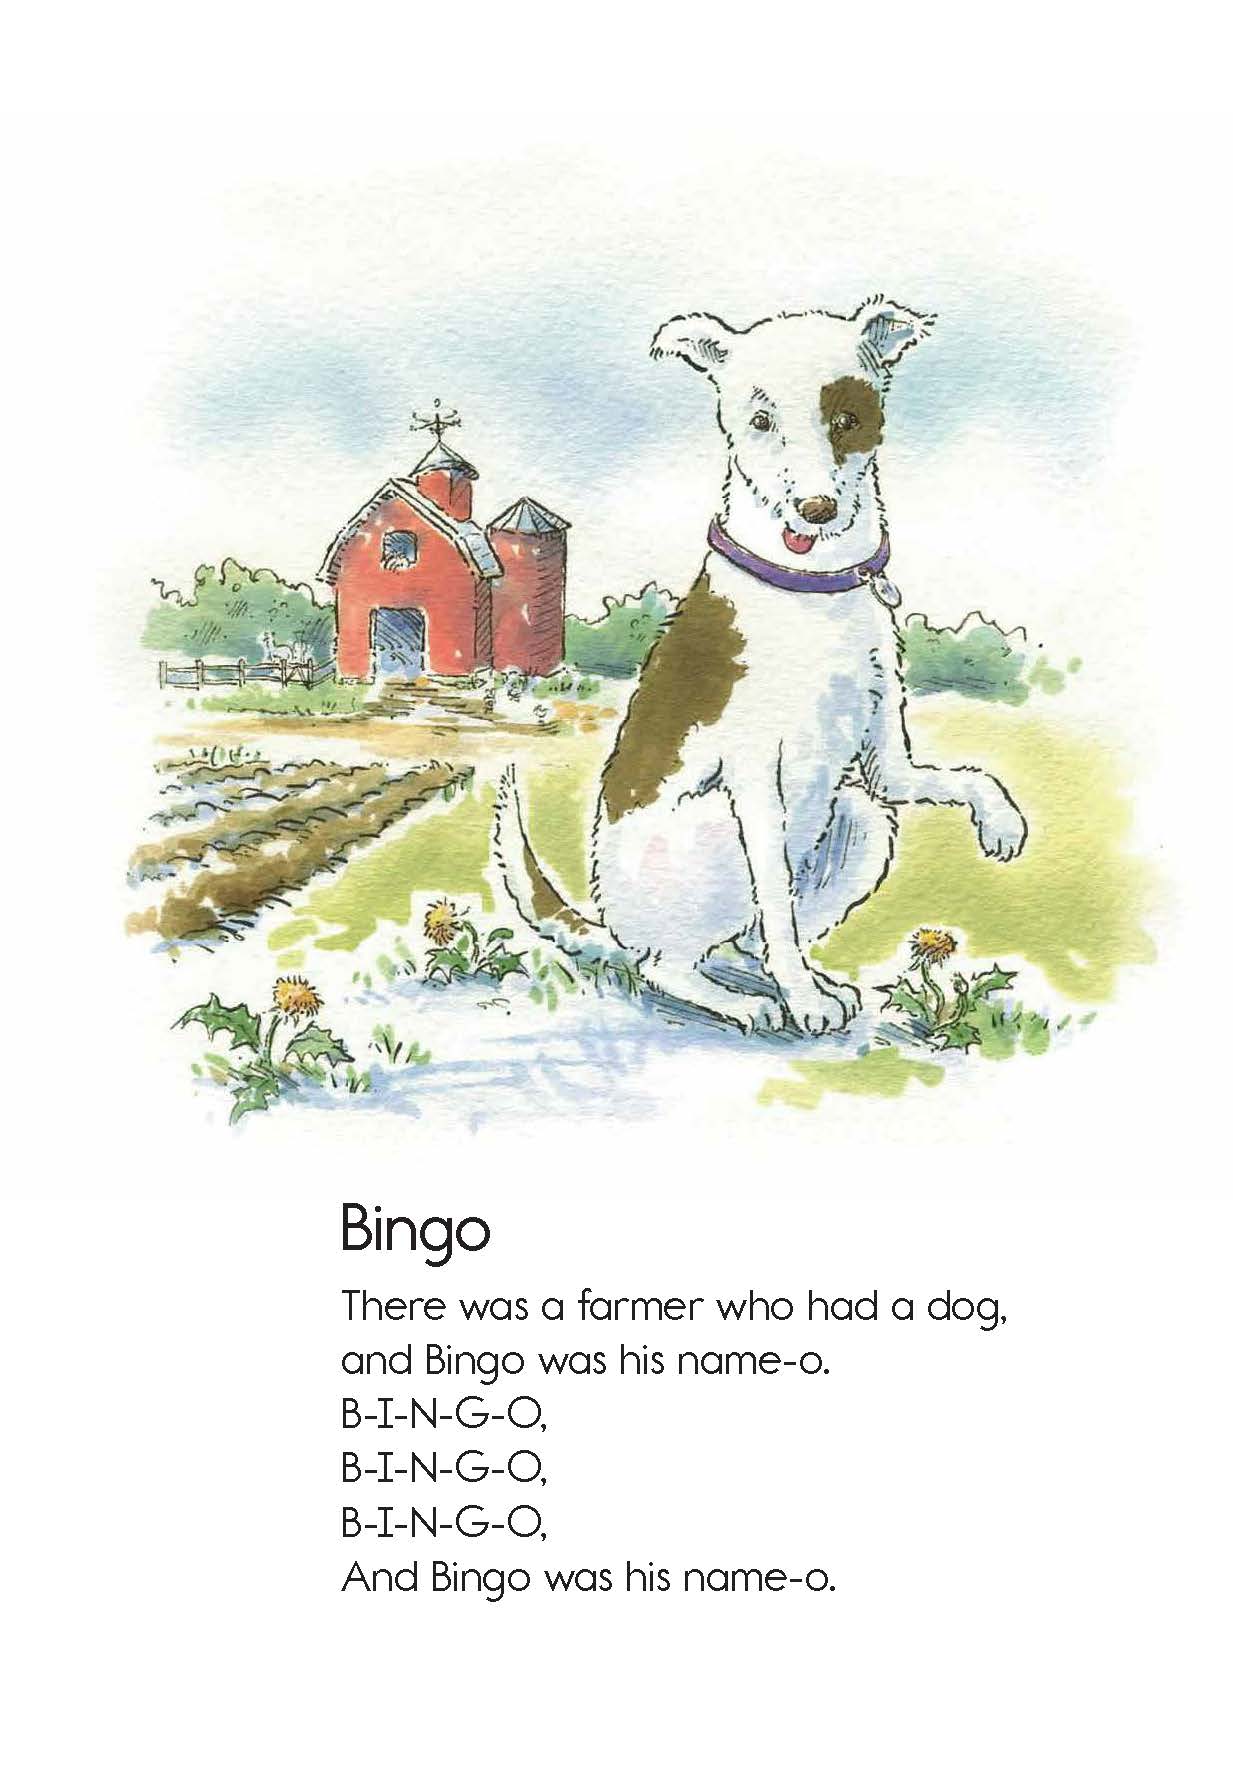 Bingo
There was a farmer who had a dog,
and Bingo was his name-o.
B-I-N-G-O,
B-I-N-G-O,
B-I-N-G-O,
And Bingo was his name-o.